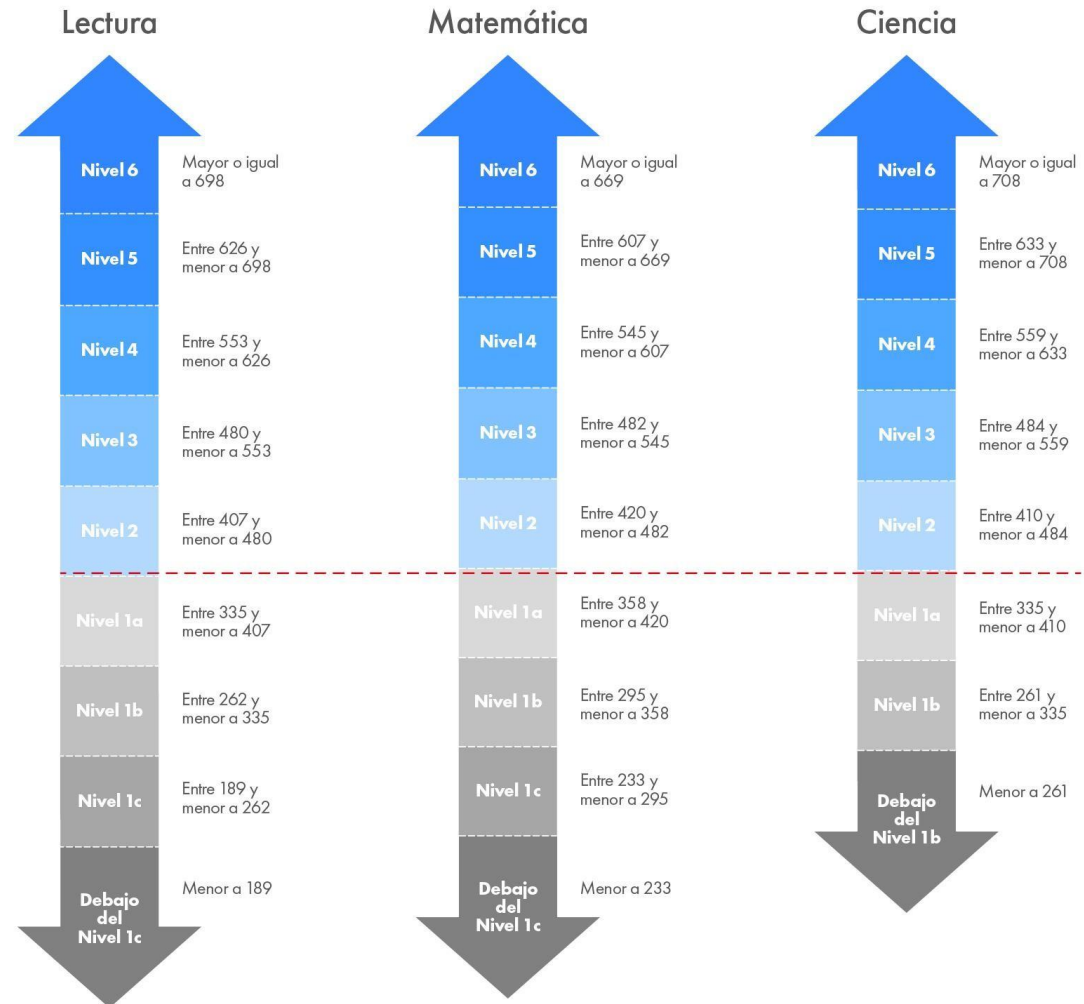 Lectura
Nivel 6
Mayor o igual
a 698
Nivel 5
Entre 626 y
menor a 698
Nivel 4
Entre 553 y
menor a 626
Nivel 3
Entre 480 y
menor a 553
Nivel 2
Entre 407 y
menor a 480
Nivel 1a
Entre 335 y
menor a 407
Nivel 1b
Entre 262 y
menor a 335
Nivel 1c
Entre 189 y
menor a 262
Debajo
del
Nivel 1c
Menor a 189
Matemática
Nivel 6
Mayor o igual
a 669
Nivel 5
Entre 607 y
menor a 669
Nivel 4
Entre 545 y
menor a 607
Nivel 3
Entre 482 y
menor a 545
Nivel 2
Entre 420 y
menor a 482
Nivel 1a
Entre 358 y
menor a 420
Nivel 1b
Entre 295 y
menor a 358
Nivel 1c
Entre 233 y
menor a 295
Debajo
del
Nivel 1c
Menor a 233
Ciencia
Nivel 6
Mayor o igual
a 708
Nivel 5
Entre 633 y
menor a 708
Nivel 4
Entre 559 y
menor a 633
Nivel 3
Entre 484 y
menor a 559
Nivel 2
Entre 410 y
menor a 484
Nivel 1a
Entre 335 y
menor a 410
Nivel 1b
Entre 261 y
menor a 335
Debajo
del
Nivel 1b
Menor a 261